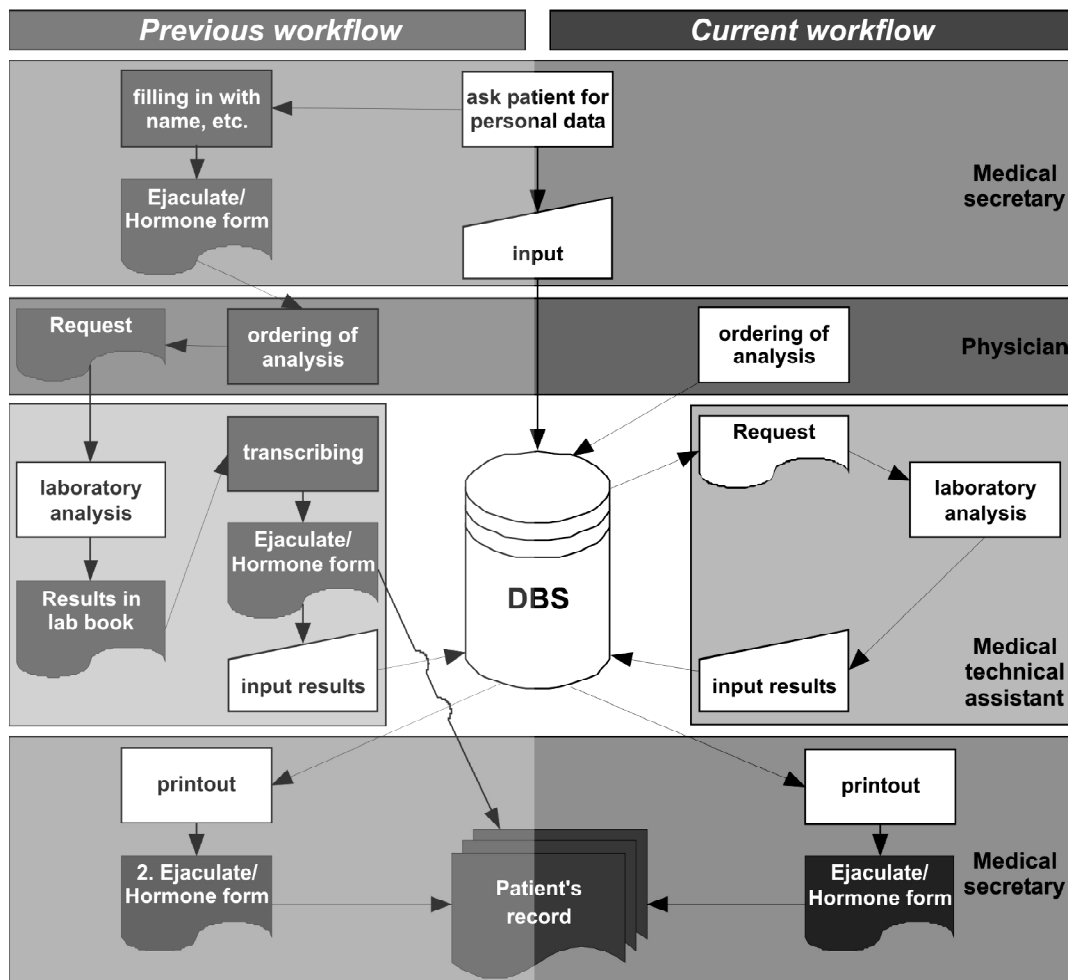 Previous workflow
Current workflow
filling in with
name, etc.
ask patient for
personal data
Ejaculate/
Hormone form
input
Medical
secretary
Request
ordering of
analysis
ordering of
analysis
Physician
laboratory
analysis
Results in
lab book
transcribing
Ejaculate/
Hormone form
input results
DBS
Request
laboratory
analysis
input results
Medical
technical
assistant
printout
2. Ejaculate/
Hormone form
Patient's
record
printout
Ejaculate/
Hormone form
Medical
secretary